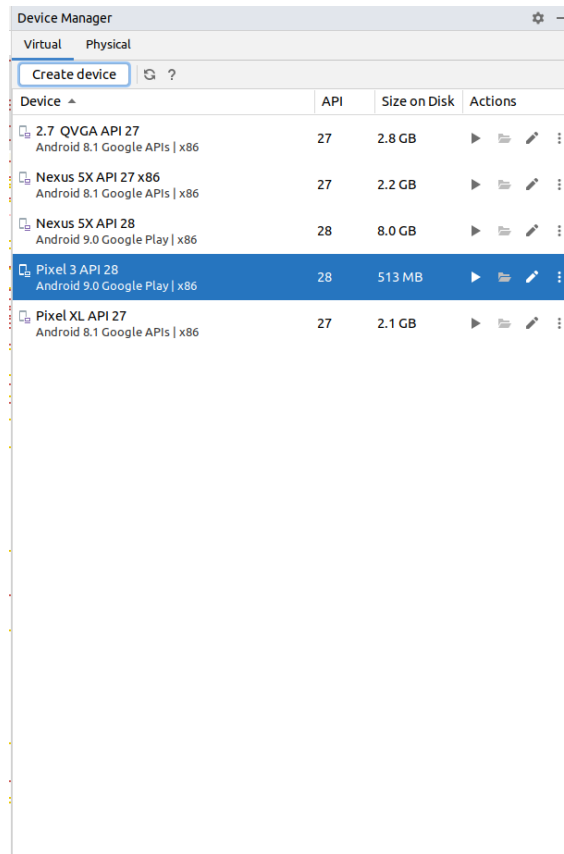 Device Manager
Virtual Physical
Create device ?
Device API Size on Disk Actions
2.7 QVGA API 27 27 2.8 GB
Android 8.1 Google APIs | x86
Nexus 5X API 27 x86 27 2.2 GB
Android 8.1 Google APIs | x86
Nexus 5X API 28 28 8.0 GB
Android 9.0 Google Play | x86
Pixel 3 API 28 28 513 MB
Android 9.0 Google Play | x86
Pixel XL API 27 27 2.1 GB
Android 8.1 Google APIs | x86